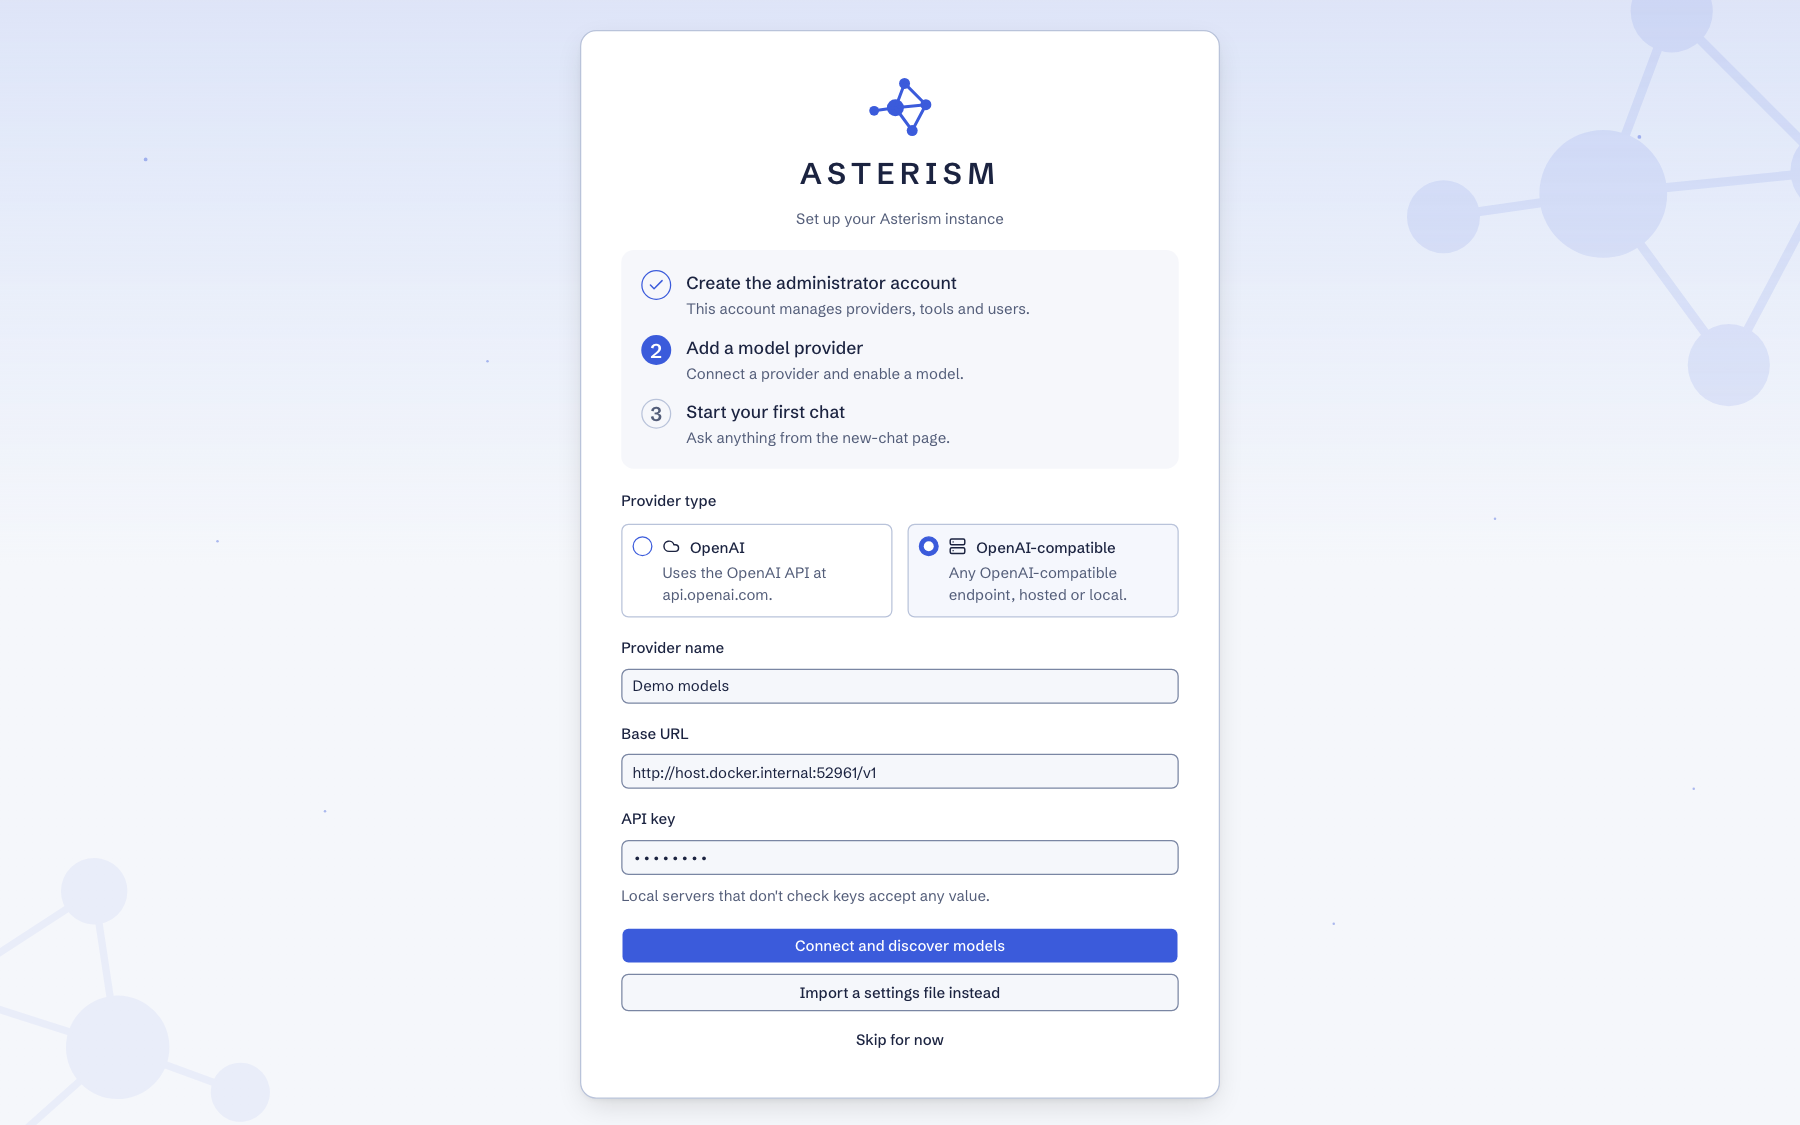 ASTERISM
Set up your Asterism instance
Create the administrator account
This account manages providers, tools and users.
2
Add a model provider
Connect a provider and enable a model.
3
Start your first chat
Ask anything from the new-chat page.
Provider type
OpenAI
Uses the OpenAI API at
api.openai.com.
OpenAI-compatible
Any OpenAI-compatible
endpoint, hosted or local.
Provider name
Demo models
Base URL
http://host.docker.internal:52961/v1
API key
••••••••
Local servers that don't check keys accept any value.
Connect and discover models
Import a settings file instead
Skip for now